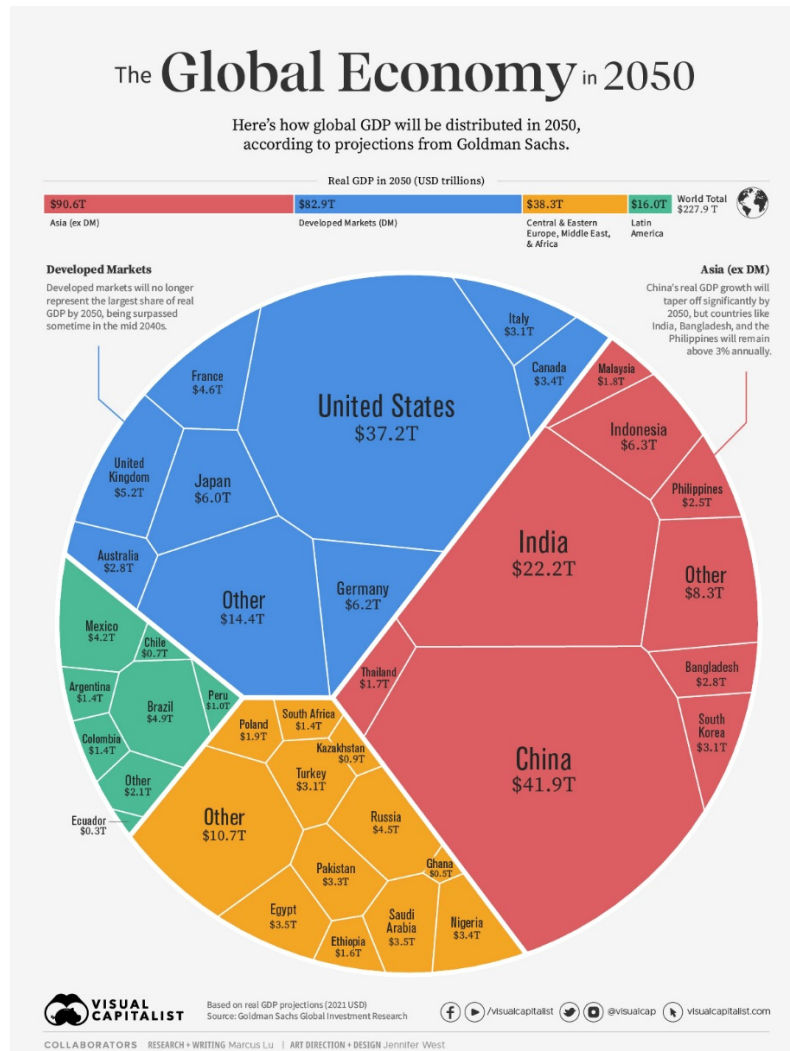 The Global Economy in 2050
Here's how global GDP will be distributed in 2050,
according to projections from Goldman Sachs.
Real GDP in 2050 (USD trillions)
$90.6T
$82.9T
$38.3T
$16.0T
World Total
$227.9 T
Asia (ex DM)
Developed Markets (DM)
Central & Eastern
Europe, Middle East,
& Africa
Latin
America
Developed Markets
Developed markets will no longer
represent the largest share of real
GDP by 2050, being surpassed
sometime in the mid 2040s.
Asia (ex DM)
China's real GDP growth will
taper off significantly by
2050, but countries like
India, Bangladesh, and the
Philippines will remain
above 3% annually.
Italy
$3.1T
Canada
$3.4T
France
$4.6T
United States
$37.2T
United
Kingdom
$5.2T
Japan
$6.0T
Australia
$2.8T
Other
$14.4T
Germany
$6.2T
Malaysia
$1.8T
Indonesia
$6.3T
Philippines
$2.5T
India
$22.2T
Other
$8.3T
Thailand
$1.7T
Bangladesh
$2.8T
South
Korea
$3.1T
China
$41.9T
Mexico
$4.2T
Chile
$0.7T
Argentina
$1.4T
Brazil
$4.9T
Peru
$1.0T
Colombia
$1.4T
Other
$2.1T
Ecuador
$0.3T
Poland
$1.9T
South Africa
$1.4T
Kazakhstan
$0.9T
Turkey
$3.1T
Other
$10.7T
Russia
$4.5T
Pakistan
$3.3T
Ghana
$0.5T
Egypt
$3.5T
Ethiopia
$1.6T
Saudi
Arabia
$3.5T
Nigeria
$3.4T
VISUAL
CAPITALIST
Based on real GDP projections (2021 USD)
Source: Goldman Sachs Global Investment Research
/visualcapitalist
@visualcap
visualcapitalist.com
COLLABORATORS RESEARCH + WRITING Marcus Lu | ART DIRECTION + DESIGN Jennifer West